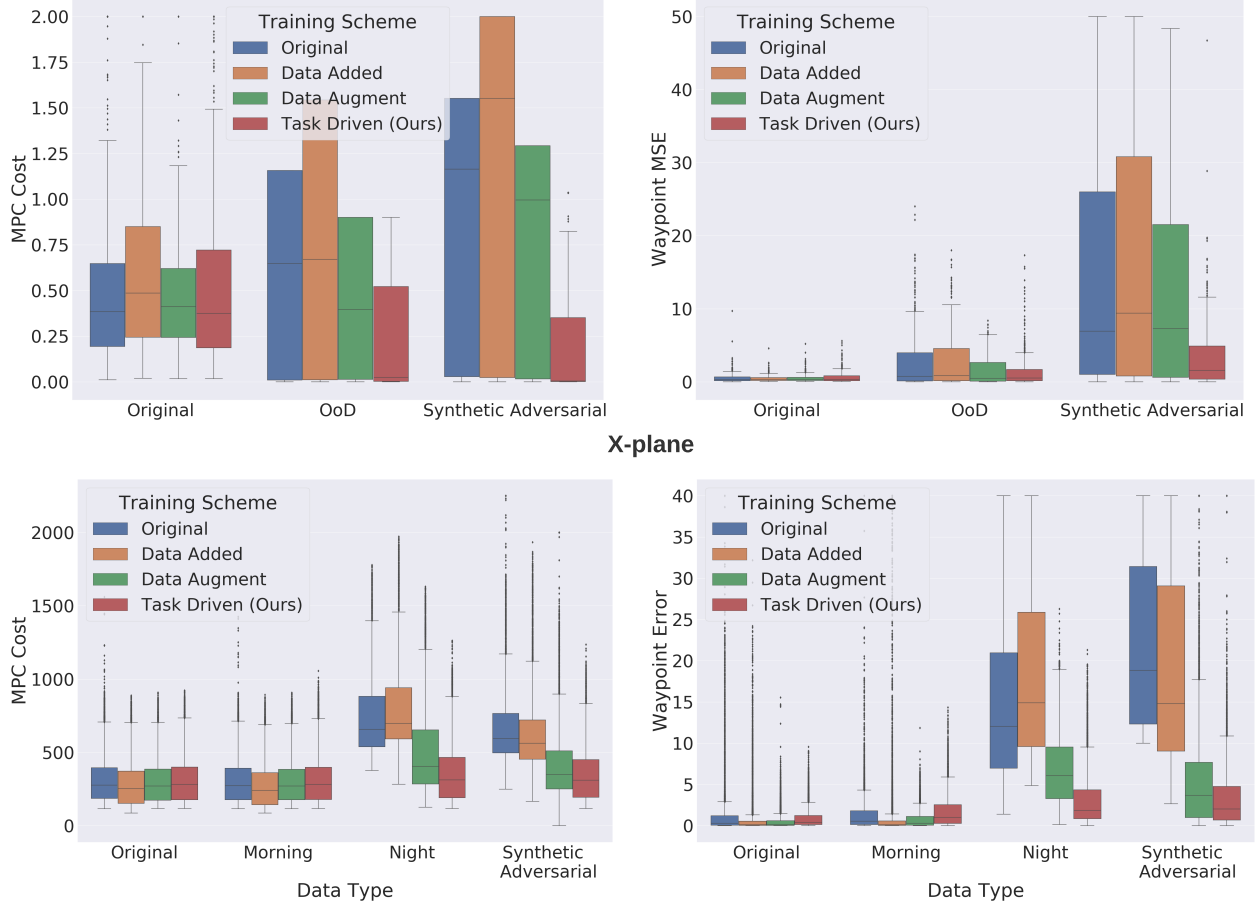 2.00
1.75
1.50
1.25
1.00
0.75
0.50
0.25
0.00
MPC Cost
Training Scheme
Original
Data Added
Data Augment
Task Driven (Ours)
Original
OoD
Synthetic Adversarial
50
40
30
20
10
0
Waypoint MSE
Training Scheme
Original
Data Added
Data Augment
Task Driven (Ours)
Original
OoD
Synthetic Adversarial
X-plane
2000
1500
1000
500
0
MPC Cost
Training Scheme
Original
Data Added
Data Augment
Task Driven (Ours)
Original
Morning
Night
Synthetic
Adversarial
Data Type
40
35
30
25
20
15
10
5
0
Waypoint Error
Training Scheme
Original
Data Added
Data Augment
Task Driven (Ours)
Original
Morning
Night
Synthetic
Adversarial
Data Type